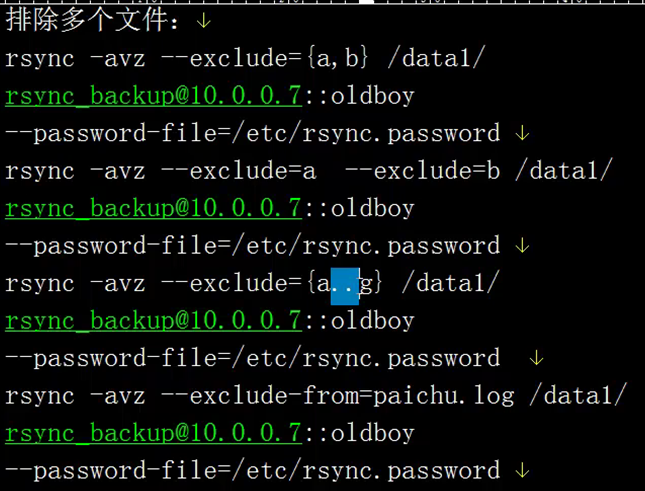 排除多个文件：↓
rsync -avz --exclude={a,b} /data1/
rsync_backup@10.0.0.7::oldboy
--password-file=/etc/rsync.password ↓
rsync -avz --exclude=a  --exclude=b /data1/
rsync_backup@10.0.0.7::oldboy
--password-file=/etc/rsync.password ↓
rsync -avz --exclude={a..g} /data1/
rsync_backup@10.0.0.7::oldboy
--password-file=/etc/rsync.password  ↓
rsync -avz --exclude-from=paichu.log /data1/
rsync_backup@10.0.0.7::oldboy
--password-file=/etc/rsync.password ↓